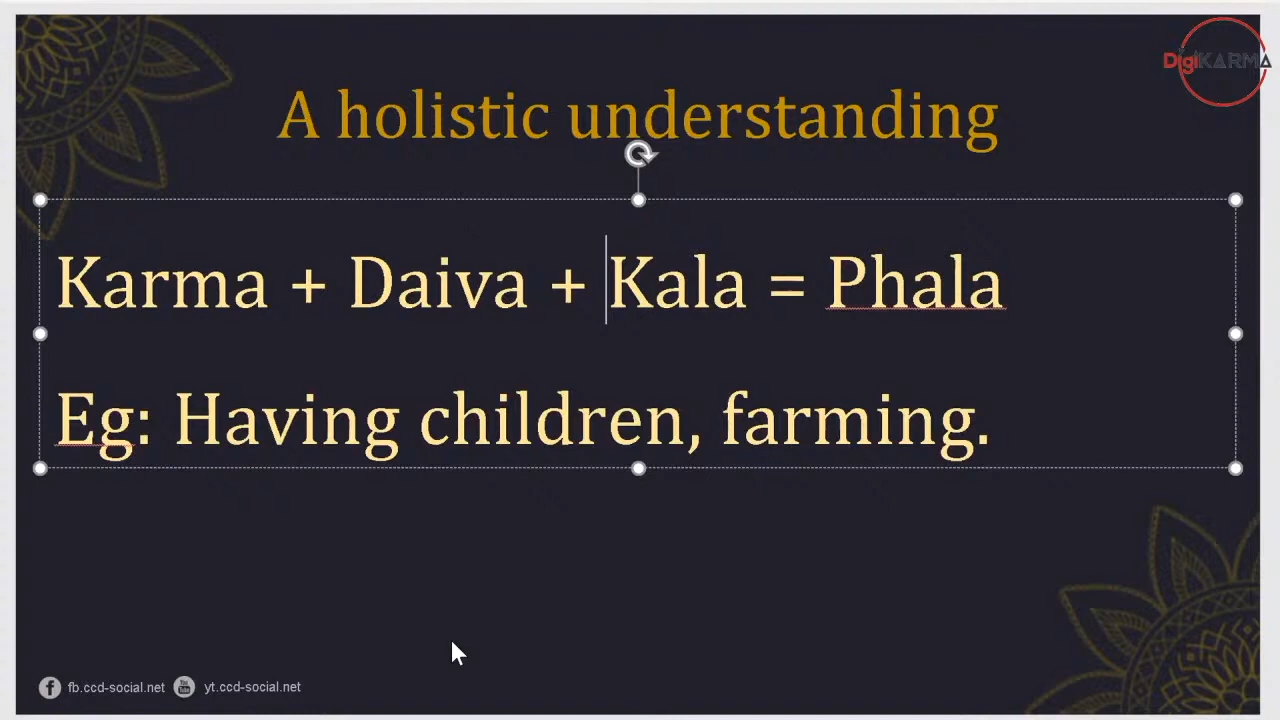 DigiKARMA
A holistic understanding
Karma + Daiva + Kala = Phala
Eg: Having children, farming.
fb.ccd-social.net yt.ccd-social.net